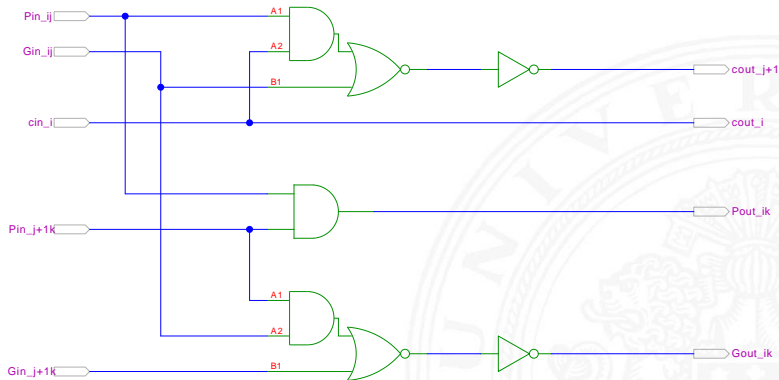 Pin_ij
A1
Gin_ij
A2
cout_j+1
B1
cin_i
cout_i
Pout_ik
Pin_j+1k
A1
A2
Gout_ik
Gin_j+1k
B1
U N I V E R